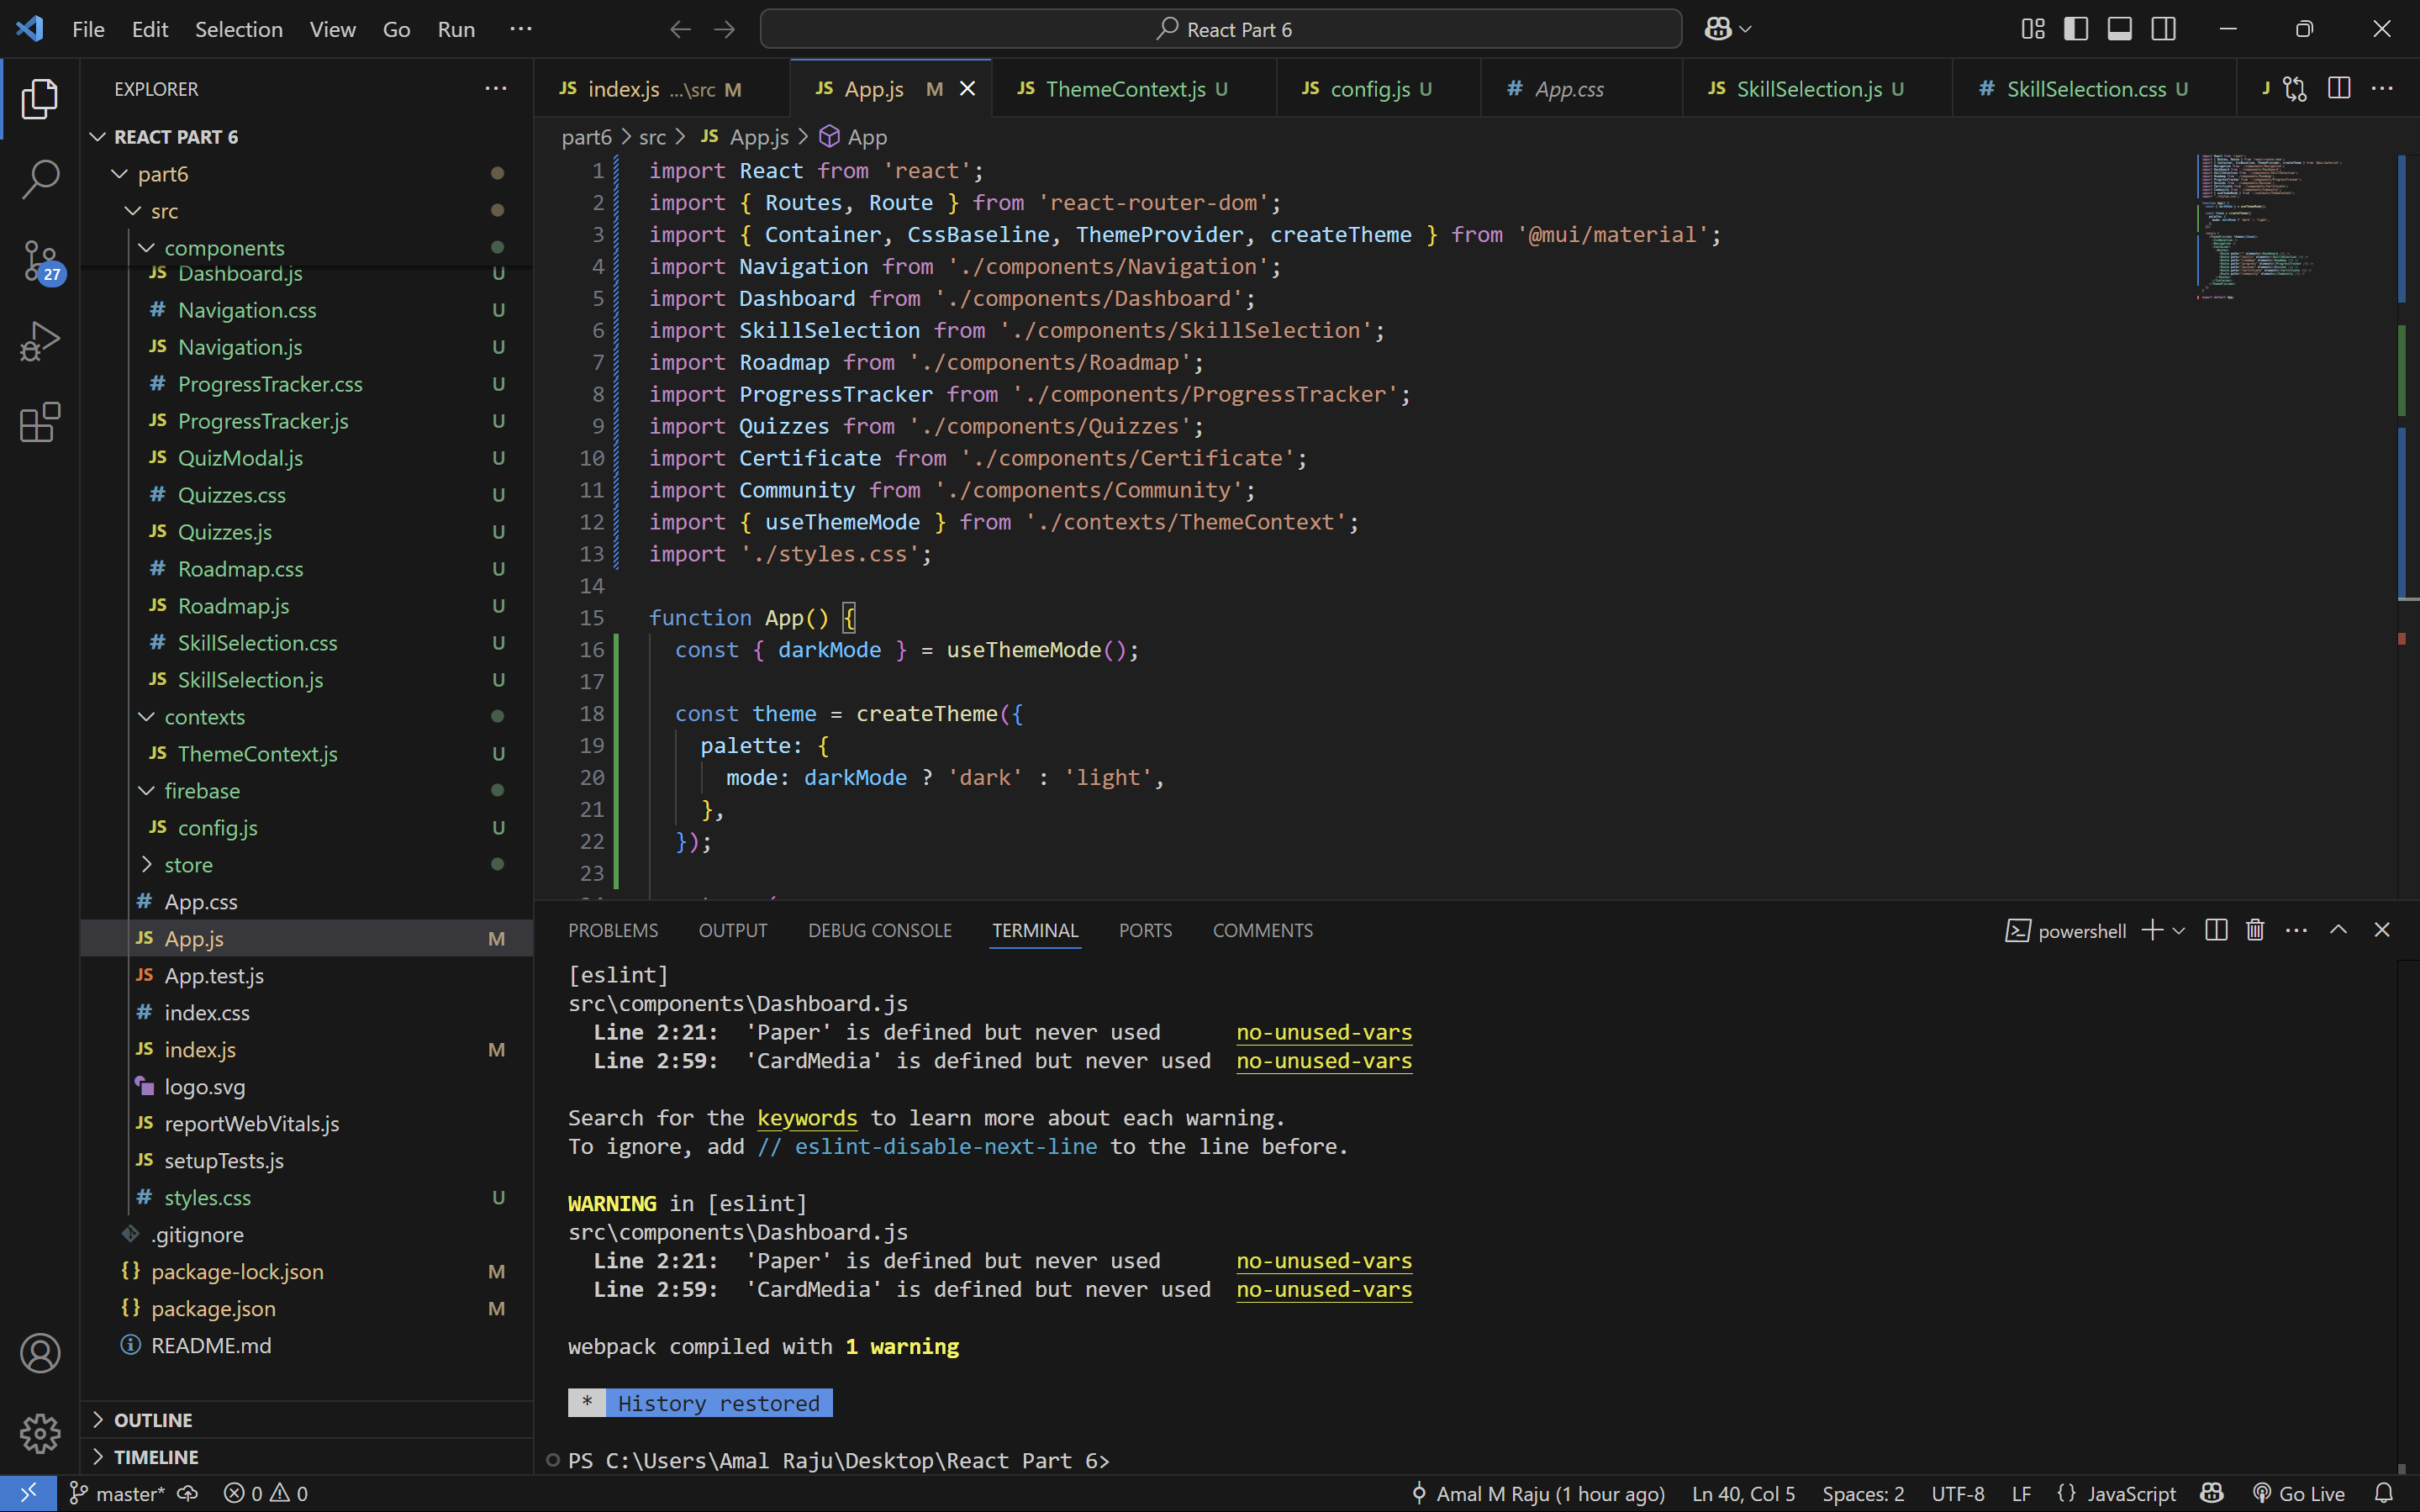 File Edit Selection View Go Run ··· React Part 6
EXPLORER ···
REACT PART 6
part6
src
components
Dashboard.js U
Navigation.css U
Navigation.js U
ProgressTracker.css U
ProgressTracker.js U
QuizModal.js U
Quizzes.css U
Quizzes.js U
Roadmap.css U
Roadmap.js U
SkillSelection.css U
SkillSelection.js U
contexts
ThemeContext.js U
firebase
config.js U
store
App.css
App.js M
App.test.js
index.css
index.js M
logo.svg
reportWebVitals.js
setupTests.js
styles.css U
.gitignore
package-lock.json M
package.json M
README.md
OUTLINE
TIMELINE
27
JS index.js ...\src M JS App.js M JS ThemeContext.js U JS config.js U # App.css JS SkillSelection.js U # SkillSelection.css U J
part6 > src > JS App.js > App
1 import React from 'react';
2 import { Routes, Route } from 'react-router-dom';
3 import { Container, CssBaseline, ThemeProvider, createTheme } from '@mui/material';
4 import Navigation from './components/Navigation';
5 import Dashboard from './components/Dashboard';
6 import SkillSelection from './components/SkillSelection';
7 import Roadmap from './components/Roadmap';
8 import ProgressTracker from './components/ProgressTracker';
9 import Quizzes from './components/Quizzes';
10 import Certificate from './components/Certificate';
11 import Community from './components/Community';
12 import { useThemeMode } from './contexts/ThemeContext';
13 import './styles.css';
14
15 function App() {
16 const { darkMode } = useThemeMode();
17
18 const theme = createTheme({
19 palette: {
20 mode: darkMode ? 'dark' : 'light',
21 },
22 });
23
PROBLEMS OUTPUT DEBUG CONSOLE TERMINAL PORTS COMMENTS powershell
[eslint]
src\components\Dashboard.js
Line 2:21: 'Paper' is defined but never used no-unused-vars
Line 2:59: 'CardMedia' is defined but never used no-unused-vars
Search for the keywords to learn more about each warning.
To ignore, add // eslint-disable-next-line to the line before.
WARNING in [eslint]
src\components\Dashboard.js
Line 2:21: 'Paper' is defined but never used no-unused-vars
Line 2:59: 'CardMedia' is defined but never used no-unused-vars
webpack compiled with 1 warning
* History restored
PS C:\Users\Amal Raju\Desktop\React Part 6>
master* 0 0 Amal M Raju (1 hour ago) Ln 40, Col 5 Spaces: 2 UTF-8 LF {} JavaScript Go Live